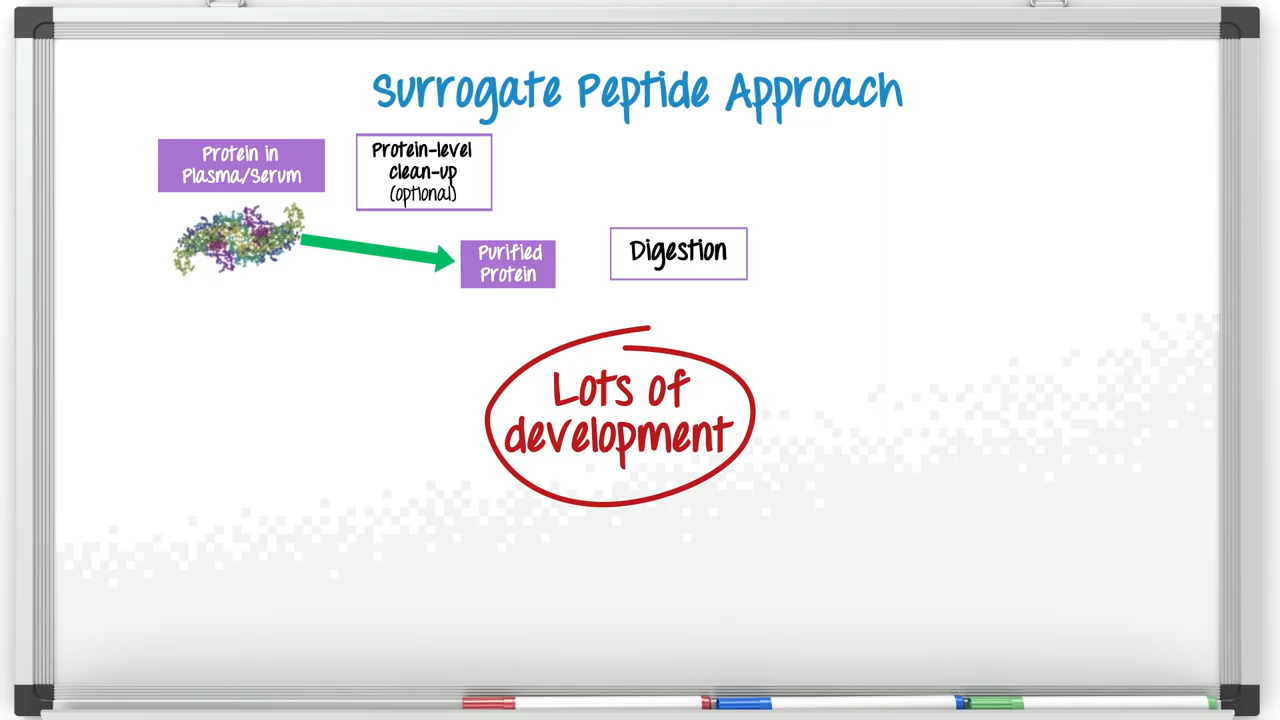 Surrogate Peptide Approach
Protein in
Plasma/Serum
Protein-level
clean-up
(optional)
Purified
Protein
Digestion
Lots of
development